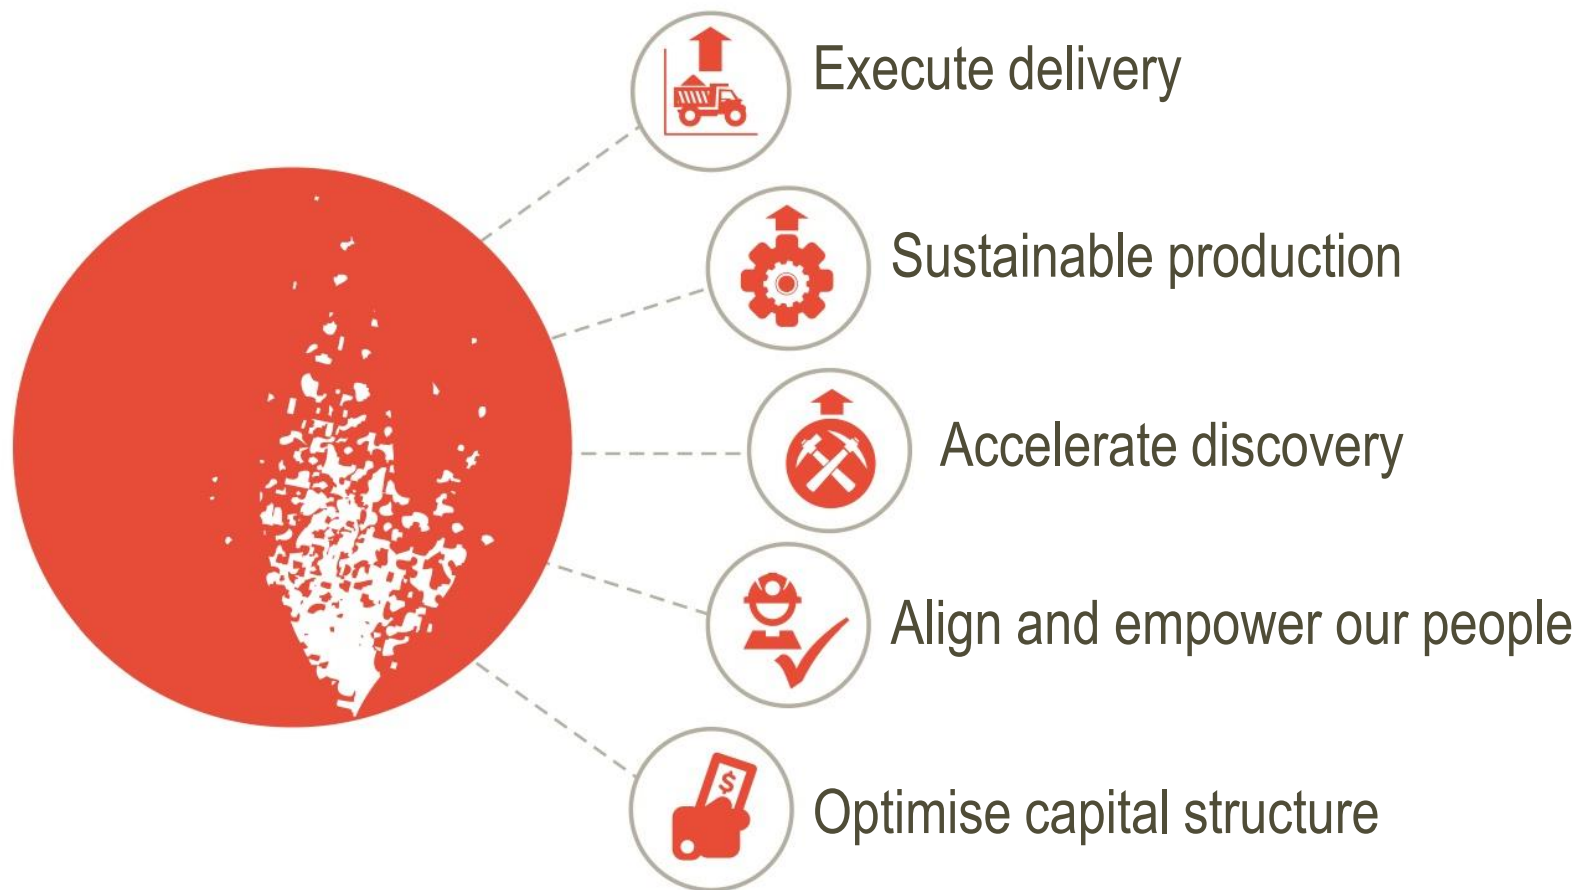 Execute delivery
Sustainable production
Accelerate discovery
Align and empower our people
$
Optimise capital structure